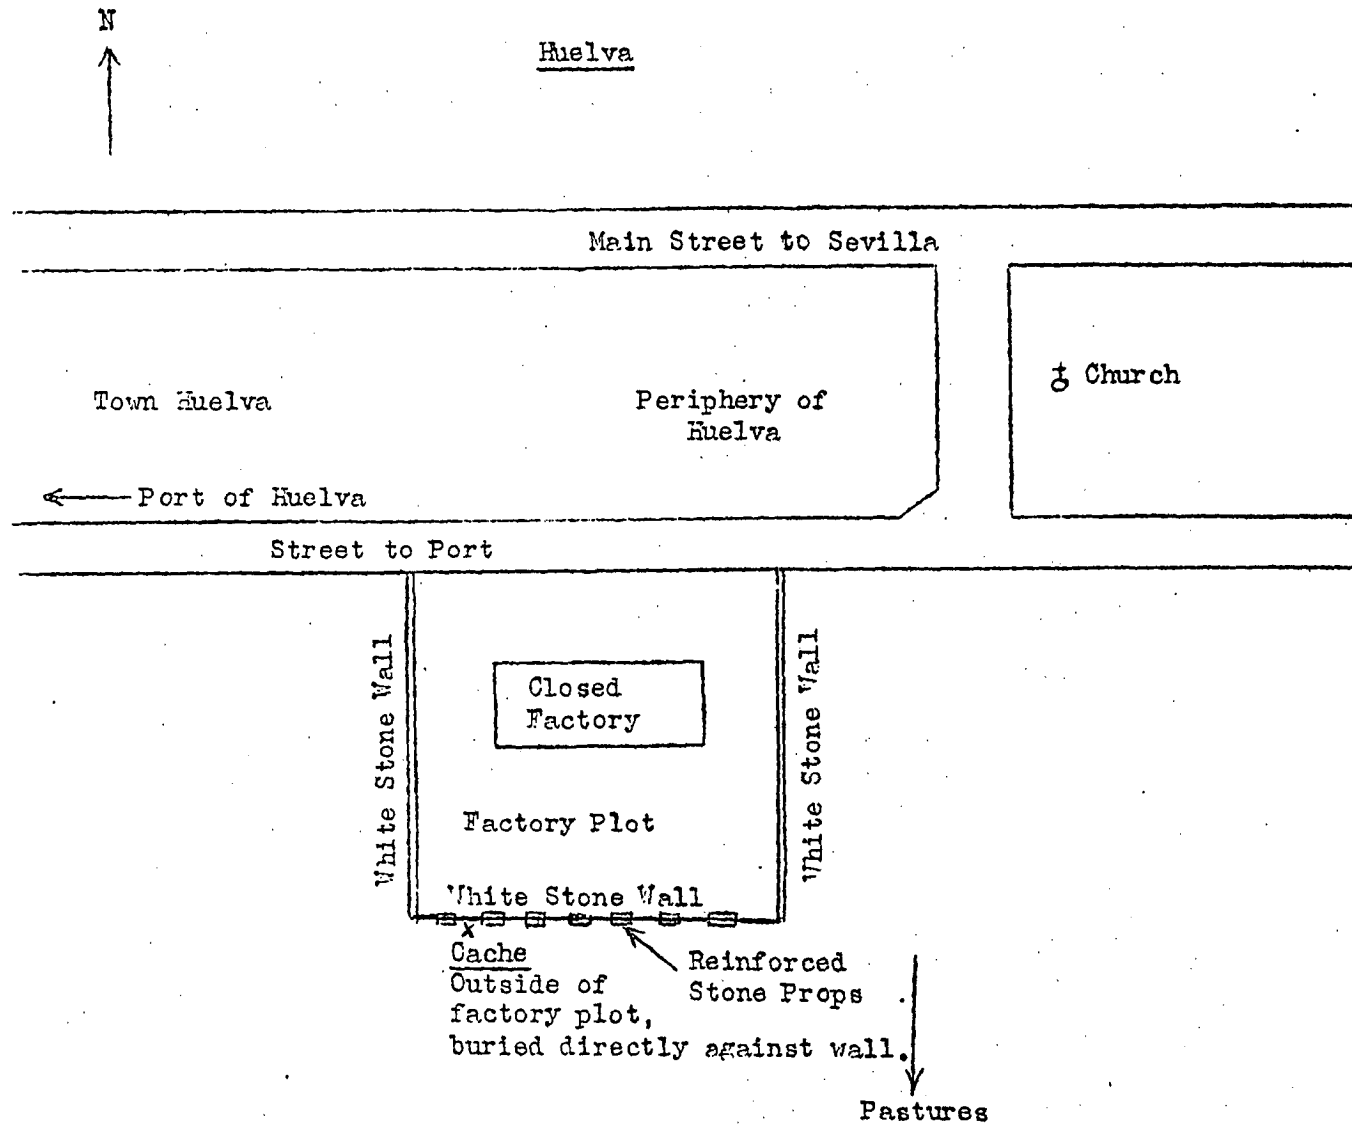 N
Huelva
Main Street to Sevilla
Church
Town Huelva
Periphery of
Huelva
Port of Huelva
Street to Port
White Stone Wall
White Stone Wall
Closed
Factory
Factory Plot
White Stone Wall
x
Cache
Outside of
factory plot,
buried directly against wall.
Reinforced
Stone Props
Pastures